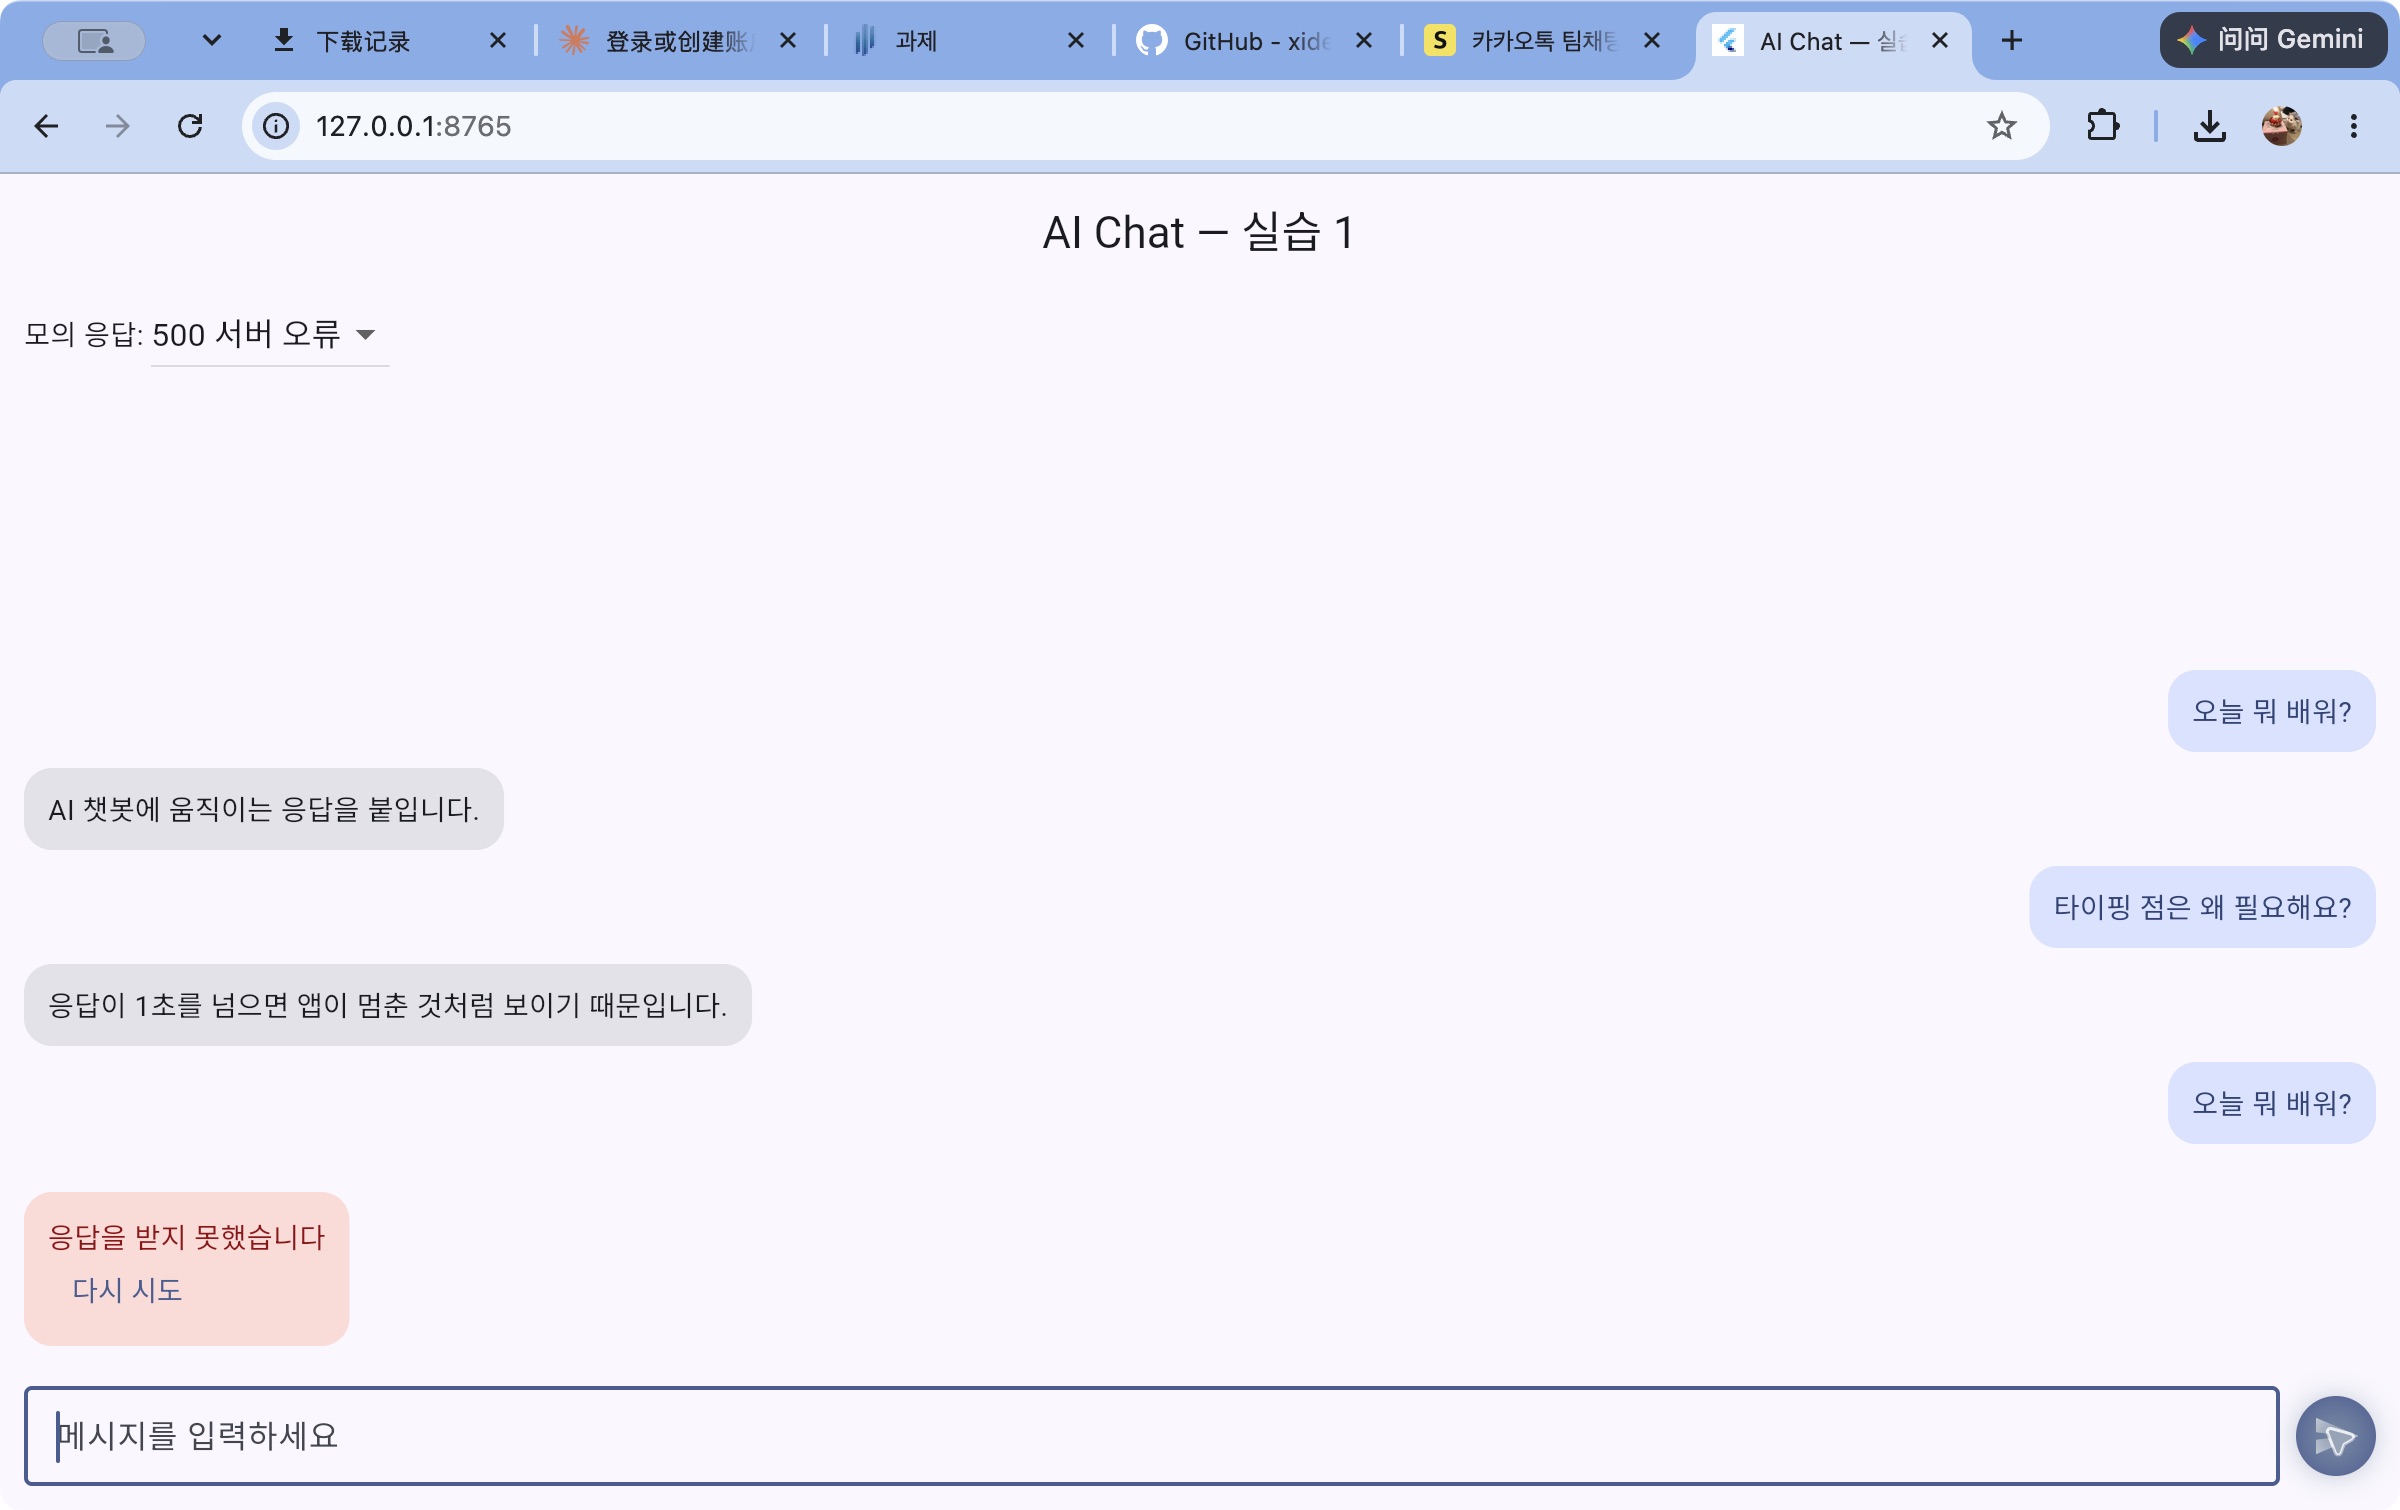 下载记录
登录或创建账
과제
GitHub - xide
카카오톡 팀채팅
AI Chat — 실습
问问 Gemini
127.0.0.1:8765
AI Chat — 실습 1
모의 응답: 500 서버 오류
오늘 뭐 배워?
AI 챗봇에 움직이는 응답을 붙입니다.
타이핑 점은 왜 필요해요?
응답이 1초를 넘으면 앱이 멈춘 것처럼 보이기 때문입니다.
오늘 뭐 배워?
응답을 받지 못했습니다
다시 시도
메시지를 입력하세요